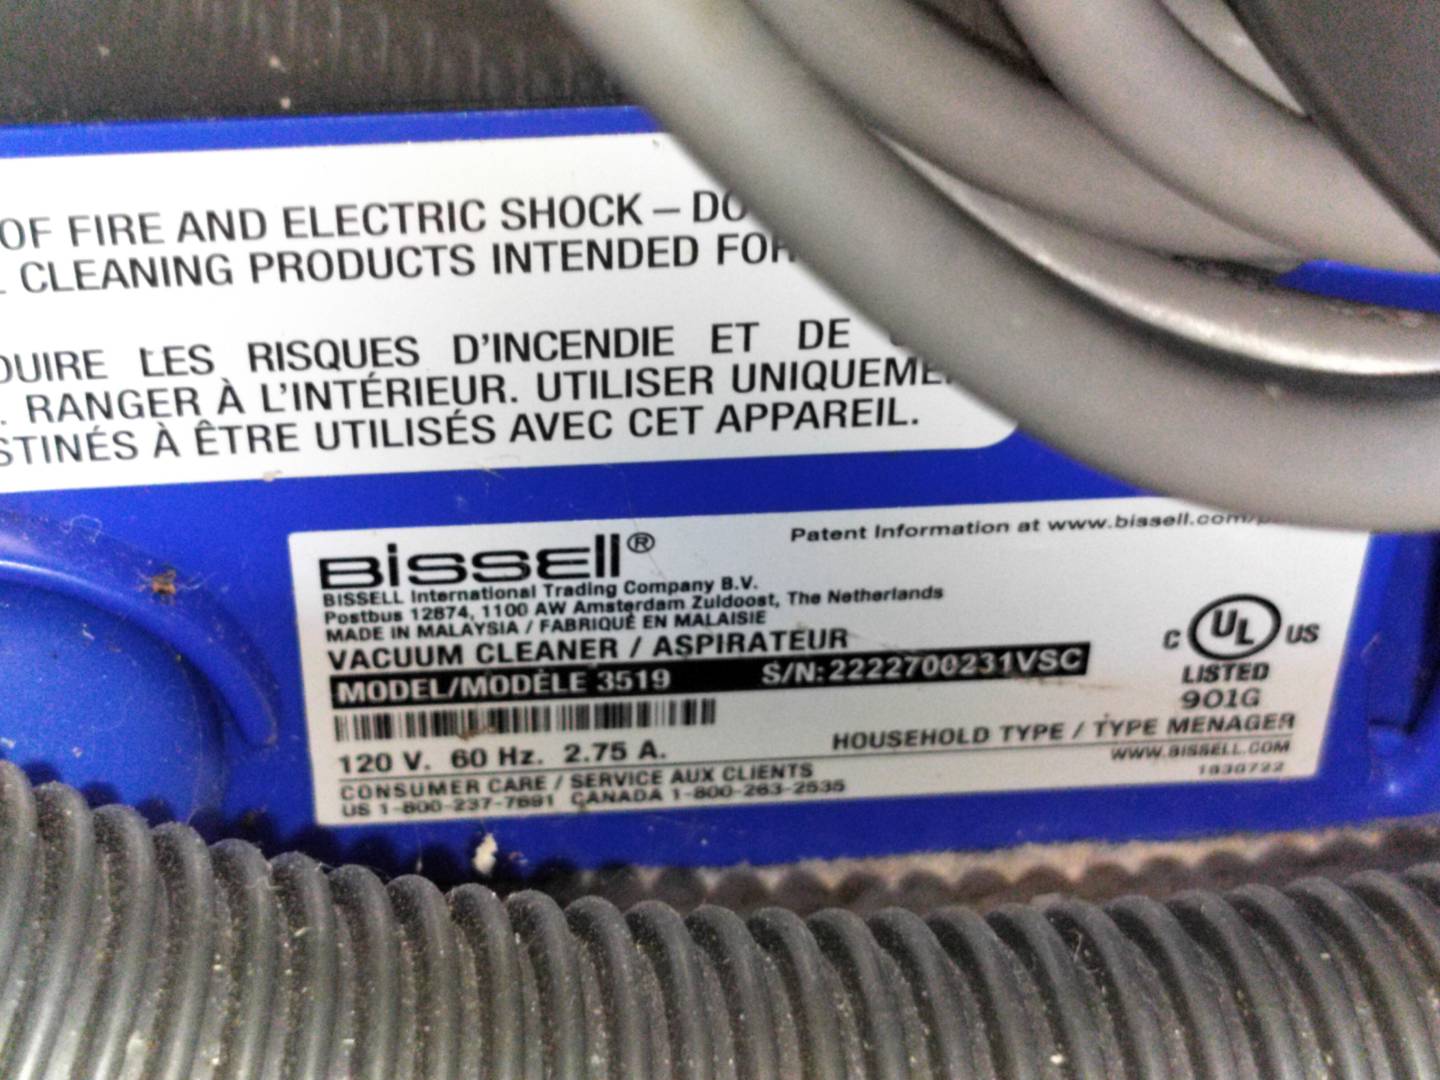 OF FIRE AND ELECTRIC SHOCK – DO
CLEANING PRODUCTS INTENDED FOR
DUIRE LES RISQUES D'INCENDIE ET DE
. RANGER À L'INTÉRIEUR. UTILISER UNIQUEME
STINÉS À ÊTRE UTILISÉS AVEC CET APPAREIL.
BISSELL®
Patent Information at www.bissell.com/p
BISSELL International Trading Company B.V.
Postbus 12874, 1100 AW Amsterdam Zuidoost, The Netherlands
MADE IN MALAYSIA / FABRIQUÉ EN MALAISIE
VACUUM CLEANER / ASPIRATEUR
MODEL/MODÈLE 3519 S/N:2222700231VSC
C UL US
LISTED
901G
120 V. 60 Hz. 2.75 A.
HOUSEHOLD TYPE / TYPE MENAGER
WWW.BISSELL.COM
1830722
CONSUMER CARE / SERVICE AUX CLIENTS
US 1-800-237-7691 CANADA 1-800-263-2535